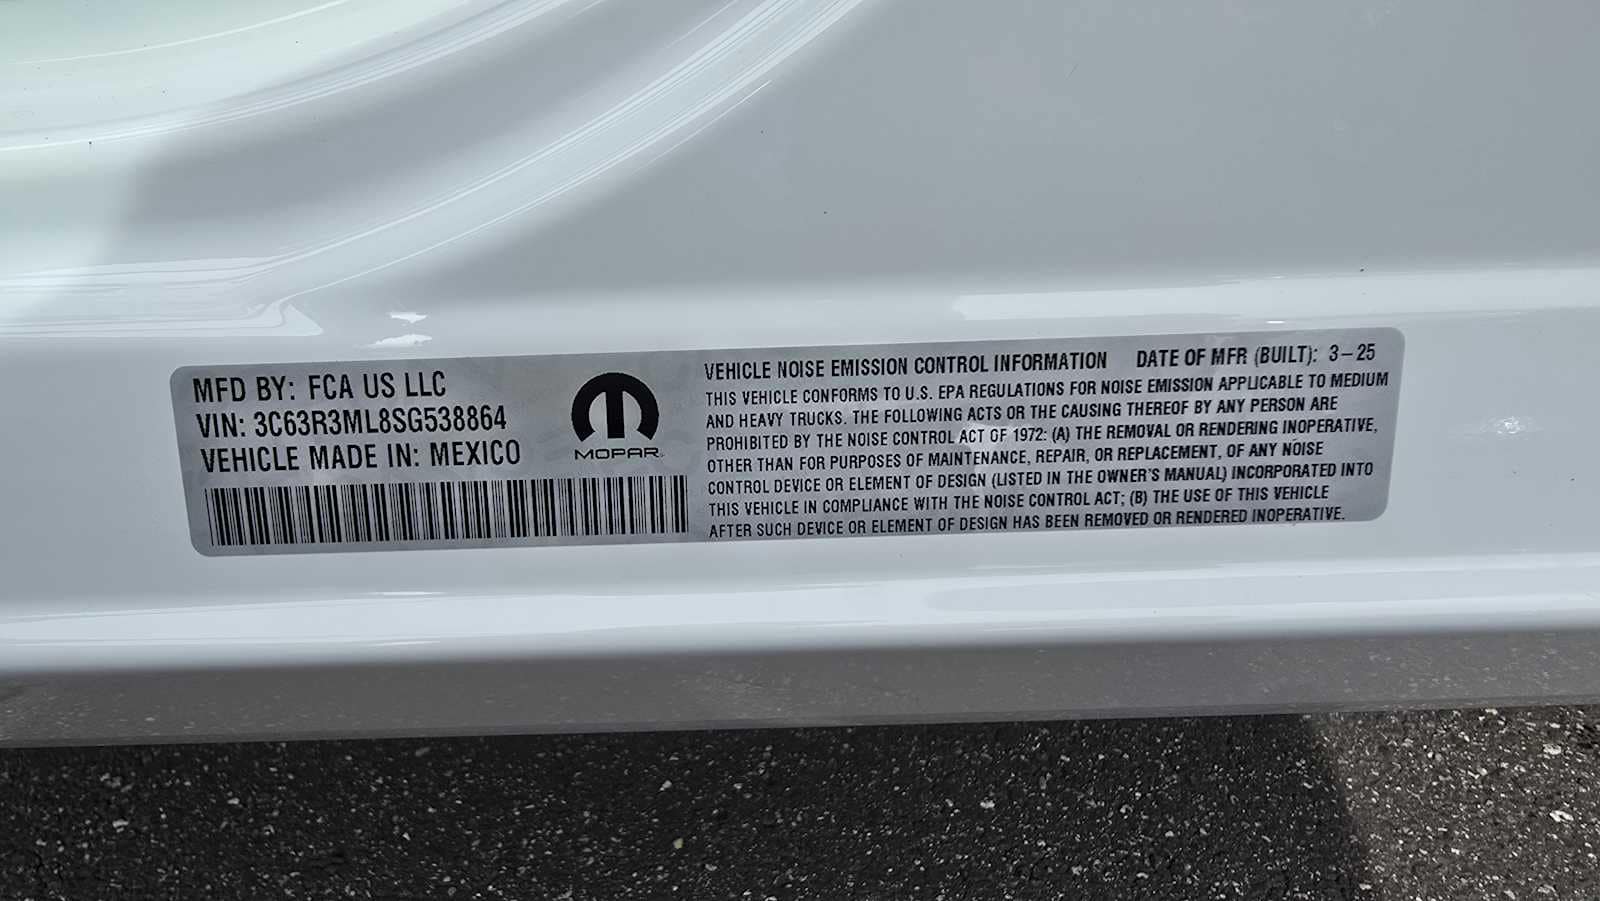 MFD BY: FCA US LLC
VIN: 3C63R3ML8SG538864
VEHICLE MADE IN: MEXICO
MOPAR
VEHICLE NOISE EMISSION CONTROL INFORMATION DATE OF MFR (BUILT): 3-25
THIS VEHICLE CONFORMS TO U.S. EPA REGULATIONS FOR NOISE EMISSION APPLICABLE TO MEDIUM
AND HEAVY TRUCKS. THE FOLLOWING ACTS OR THE CAUSING THEREOF BY ANY PERSON ARE
PROHIBITED BY THE NOISE CONTROL ACT OF 1972: (A) THE REMOVAL OR RENDERING INOPERATIVE,
OTHER THAN FOR PURPOSES OF MAINTENANCE, REPAIR, OR REPLACEMENT, OF ANY NOISE
CONTROL DEVICE OR ELEMENT OF DESIGN (LISTED IN THE OWNER'S MANUAL) INCORPORATED INTO
THIS VEHICLE IN COMPLIANCE WITH THE NOISE CONTROL ACT; (B) THE USE OF THIS VEHICLE
AFTER SUCH DEVICE OR ELEMENT OF DESIGN HAS BEEN REMOVED OR RENDERED INOPERATIVE.